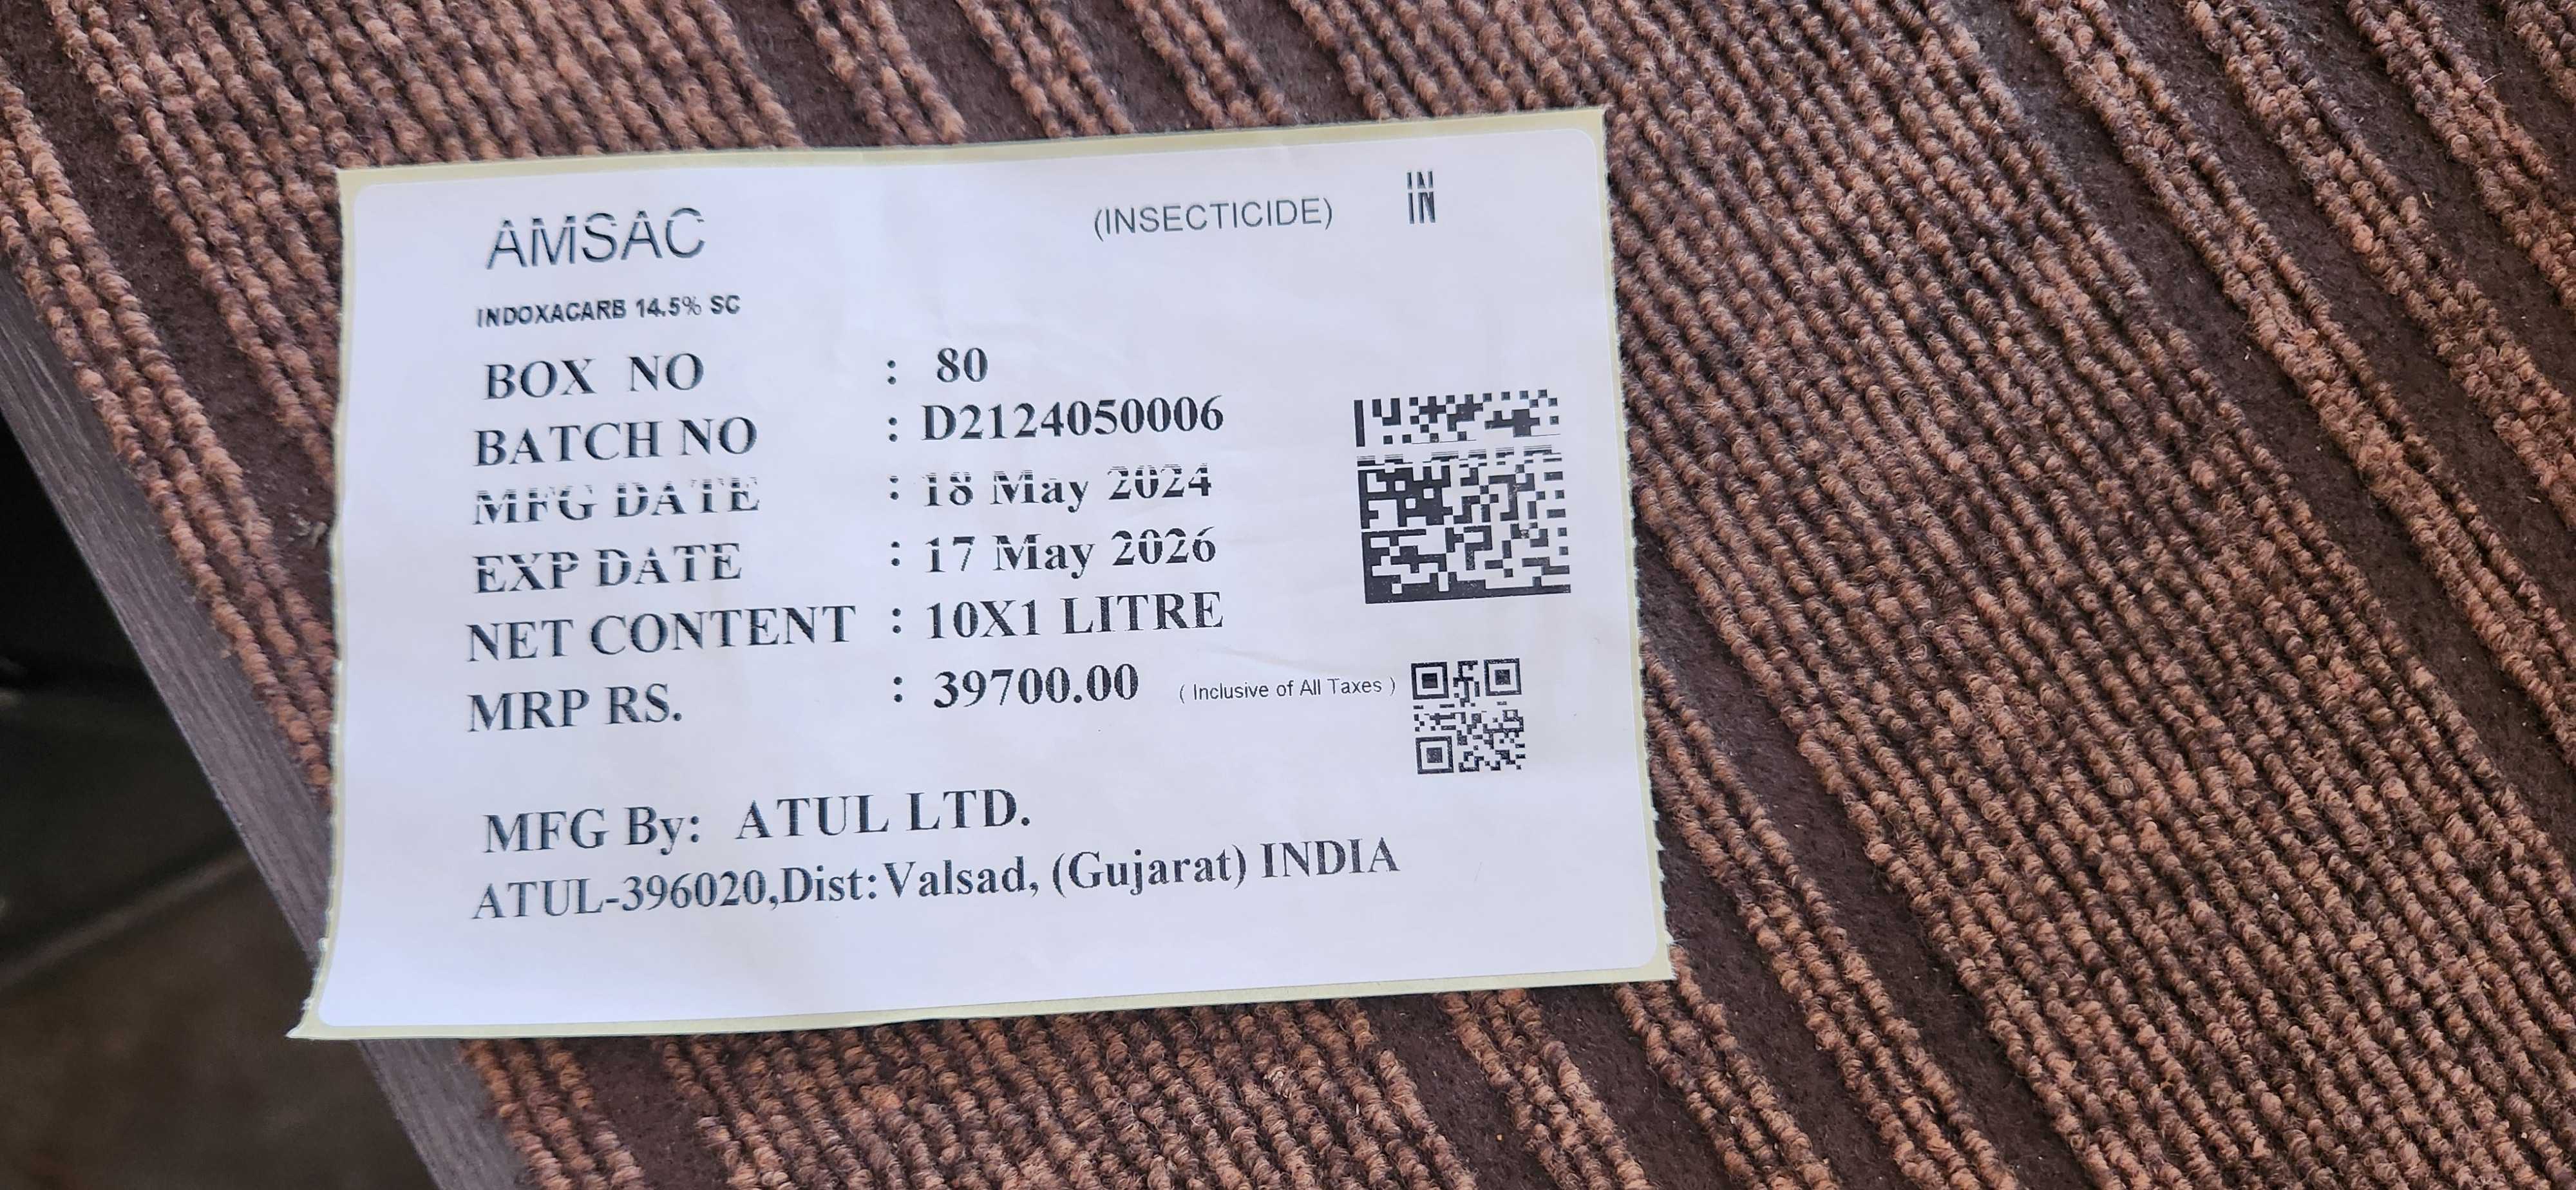 AMSAC (INSECTICIDE) IN
INDOXACARB 14.5% SC
BOX NO : 80
BATCH NO : D2124050006
MFG DATE : 18 May 2024
EXP DATE : 17 May 2026
NET CONTENT : 10X1 LITRE
MRP RS. : 39700.00 ( Inclusive of All Taxes )
MFG By: ATUL LTD.
ATUL-396020,Dist:Valsad, (Gujarat) INDIA